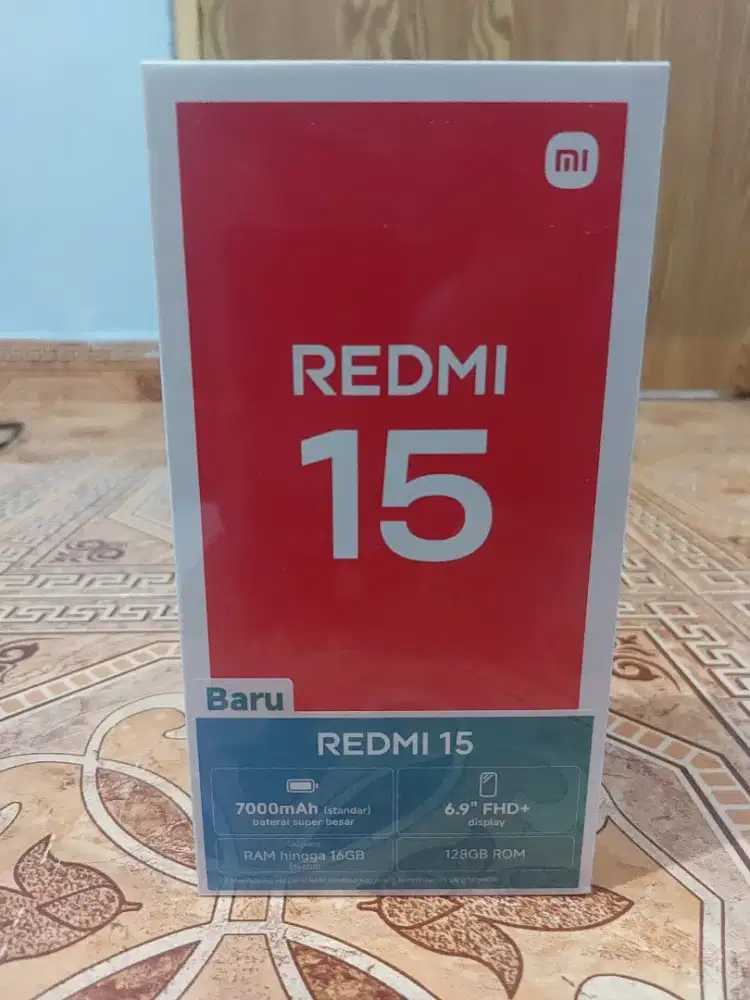 mi
REDMI
15
Baru
REDMI 15
7000mAh (standar)
baterai super besar
6.9" FHD+
display
RAM hingga 16GB
128GB ROM